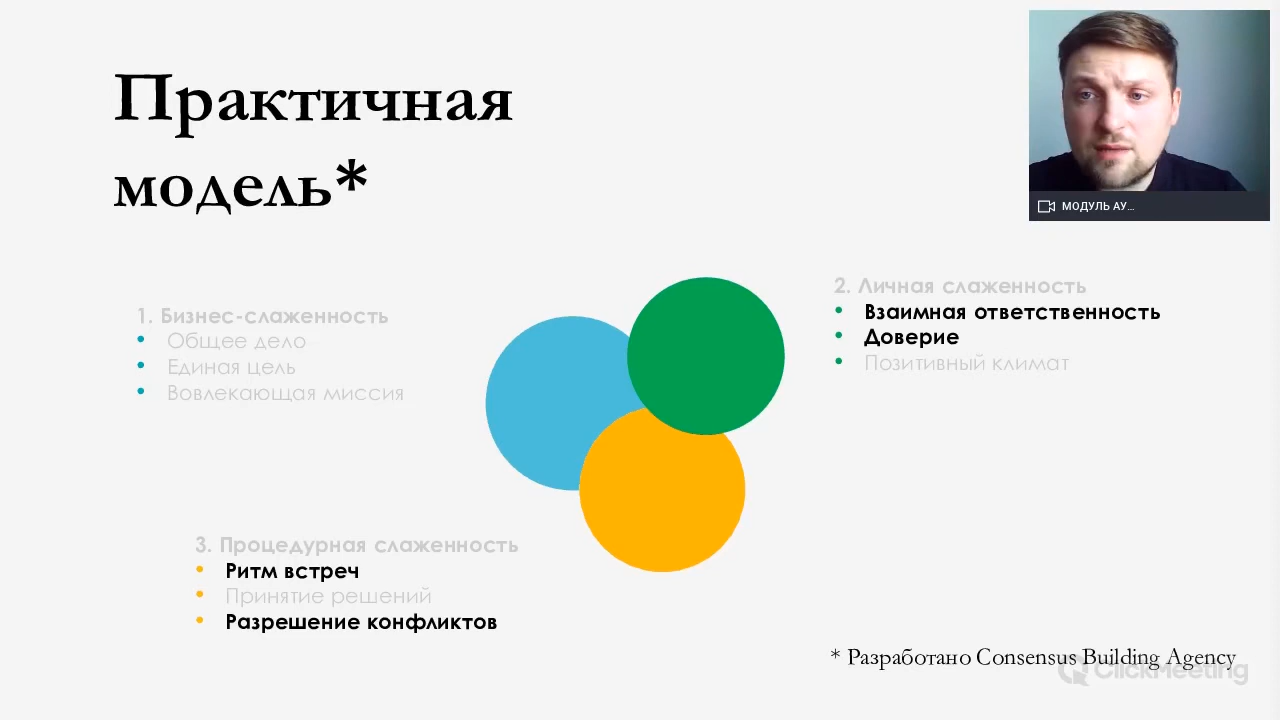 Практичная
модель*
МОДУЛЬ АУ...
1. Бизнес-слаженность
Общее дело
Единая цель
Вовлекающая миссия
2. Личная слаженность
Взаимная ответственность
Доверие
Позитивный климат
3. Процедурная слаженность
Ритм встреч
Принятие решений
Разрешение конфликтов
* Разработано Consensus Building Agency
ClickMeeting